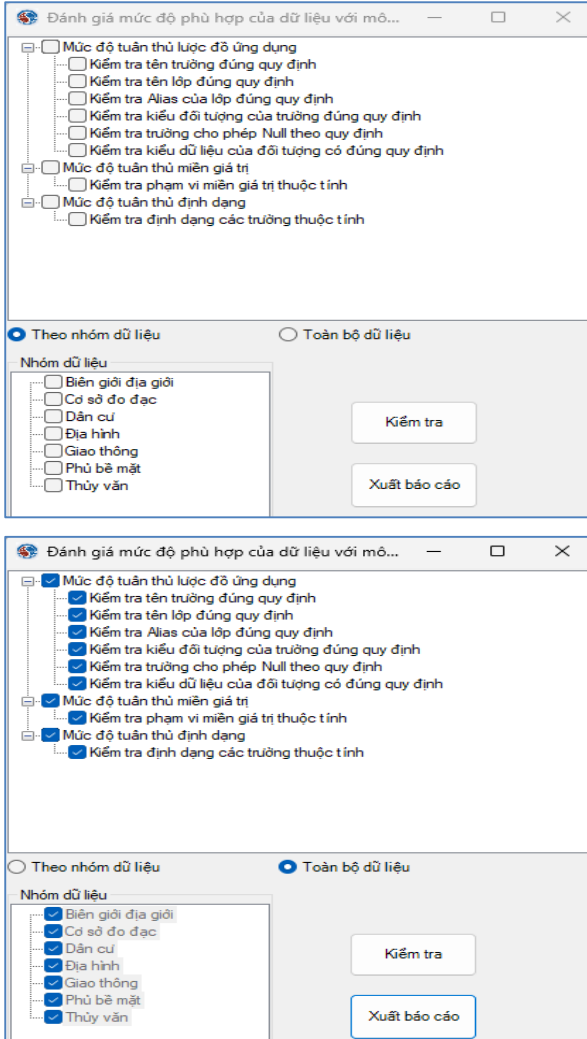 Đánh giá mức độ phù hợp của dữ liệu với mô...
Mức độ tuân thủ lược đồ ứng dụng
Kiểm tra tên trường đúng quy định
Kiểm tra tên lớp đúng quy định
Kiểm tra Alias của lớp đúng quy định
Kiểm tra kiểu đối tượng của trường đúng quy định
Kiểm tra trường cho phép Null theo quy định
Kiểm tra kiểu dữ liệu của đối tượng có đúng quy định
Mức độ tuân thủ miền giá trị
Kiểm tra phạm vi miền giá trị thuộc tính
Mức độ tuân thủ định dạng
Kiểm tra định dạng các trường thuộc tính
Theo nhóm dữ liệu Toàn bộ dữ liệu
Nhóm dữ liệu
Biên giới địa giới
Cơ sở đo đạc
Dân cư
Địa hình
Giao thông
Phủ bề mặt
Thủy văn
Kiểm tra
Xuất báo cáo
Đánh giá mức độ phù hợp của dữ liệu với mô...
Mức độ tuân thủ lược đồ ứng dụng
Kiểm tra tên trường đúng quy định
Kiểm tra tên lớp đúng quy định
Kiểm tra Alias của lớp đúng quy định
Kiểm tra kiểu đối tượng của trường đúng quy định
Kiểm tra trường cho phép Null theo quy định
Kiểm tra kiểu dữ liệu của đối tượng có đúng quy định
Mức độ tuân thủ miền giá trị
Kiểm tra phạm vi miền giá trị thuộc tính
Mức độ tuân thủ định dạng
Kiểm tra định dạng các trường thuộc tính
Theo nhóm dữ liệu Toàn bộ dữ liệu
Nhóm dữ liệu
Biên giới địa giới
Cơ sở đo đạc
Dân cư
Địa hình
Giao thông
Phủ bề mặt
Thủy văn
Kiểm tra
Xuất báo cáo